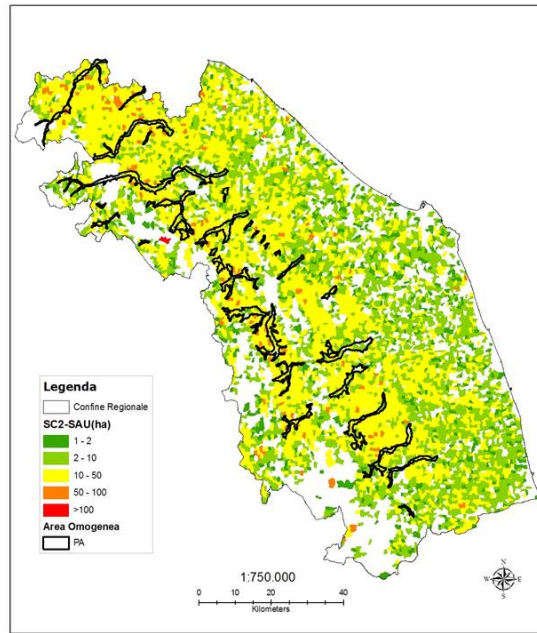 Legenda
Confine Regionale
SC2-SAU(ha)
1 - 2
2 - 10
10 - 50
50 - 100
>100
Area Omogenea
PA
1:750.000
0 10 20 40
Kilometers
N
W E
S